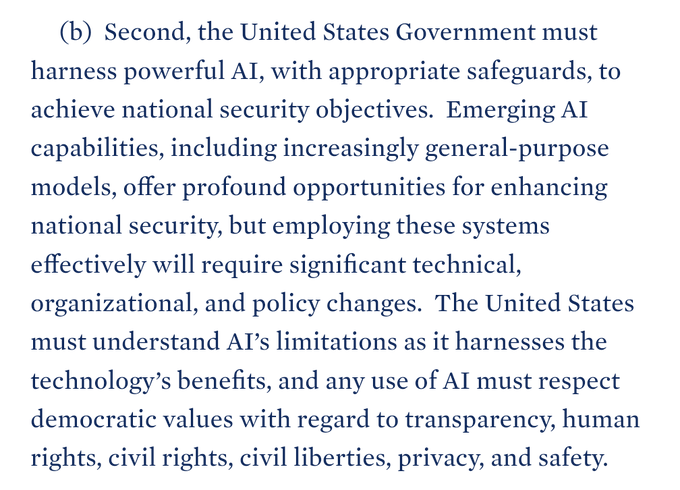 (b)  Second, the United States Government must
harness powerful AI, with appropriate safeguards, to
achieve national security objectives.  Emerging AI
capabilities, including increasingly general-purpose
models, offer profound opportunities for enhancing
national security, but employing these systems
effectively will require significant technical,
organizational, and policy changes.  The United States
must understand AI’s limitations as it harnesses the
technology’s benefits, and any use of AI must respect
democratic values with regard to transparency, human
rights, civil rights, civil liberties, privacy, and safety.